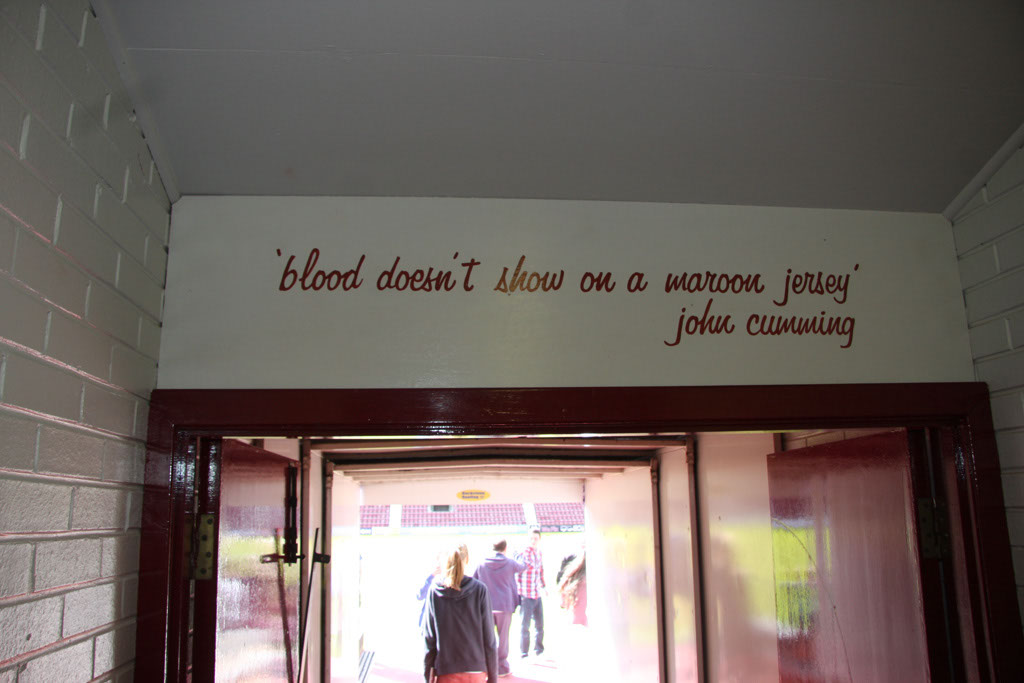 'blood doesn't show on a maroon jersey'
john cumming